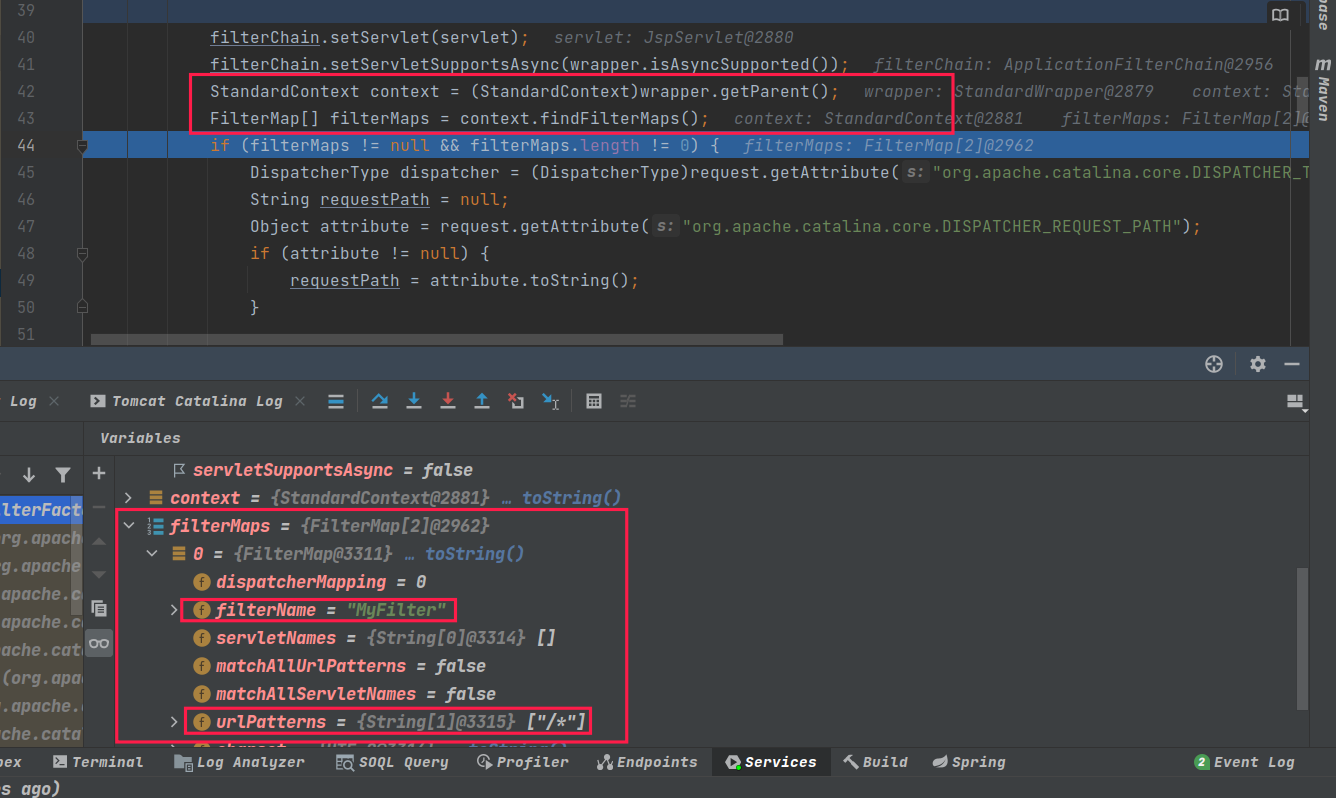 39
40 filterChain.setServlet(servlet); servlet: JspServlet@2880
41 filterChain.setServletSupportsAsync(wrapper.isAsyncSupported()); filterChain: ApplicationFilterChain@2956
42 StandardContext context = (StandardContext)wrapper.getParent(); wrapper: StandardWrapper@2879 context: Sta
43 FilterMap[] filterMaps = context.findFilterMaps(); context: StandardContext@2881 filterMaps: FilterMap[2]@
44 if (filterMaps != null && filterMaps.length != 0) { filterMaps: FilterMap[2]@2962
45 DispatcherType dispatcher = (DispatcherType)request.getAttribute( s: "org.apache.catalina.core.DISPATCHER_T
46 String requestPath = null;
47 Object attribute = request.getAttribute( s: "org.apache.catalina.core.DISPATCHER_REQUEST_PATH");
48 if (attribute != null) {
49 requestPath = attribute.toString();
50 }
51
base
Maven
Log Tomcat Catalina Log
Variables
servletSupportsAsync = false
context = {StandardContext@2881} … toString()
filterMaps = {FilterMap[2]@2962}
0 = {FilterMap@3311} … toString()
dispatcherMapping = 0
filterName = "MyFilter"
servletNames = {String[0]@3314} []
matchAllUrlPatterns = false
matchAllServletNames = false
urlPatterns = {String[1]@3315} ["/*"]
lterFact
org.apache
rg.apache
apache.c
apache.ca
pache.cat
(org.apa
.apache.c
ache.cata
pex Terminal Log Analyzer SOQL Query Profiler Endpoints Services Build Spring 2 Event Log
s ago)